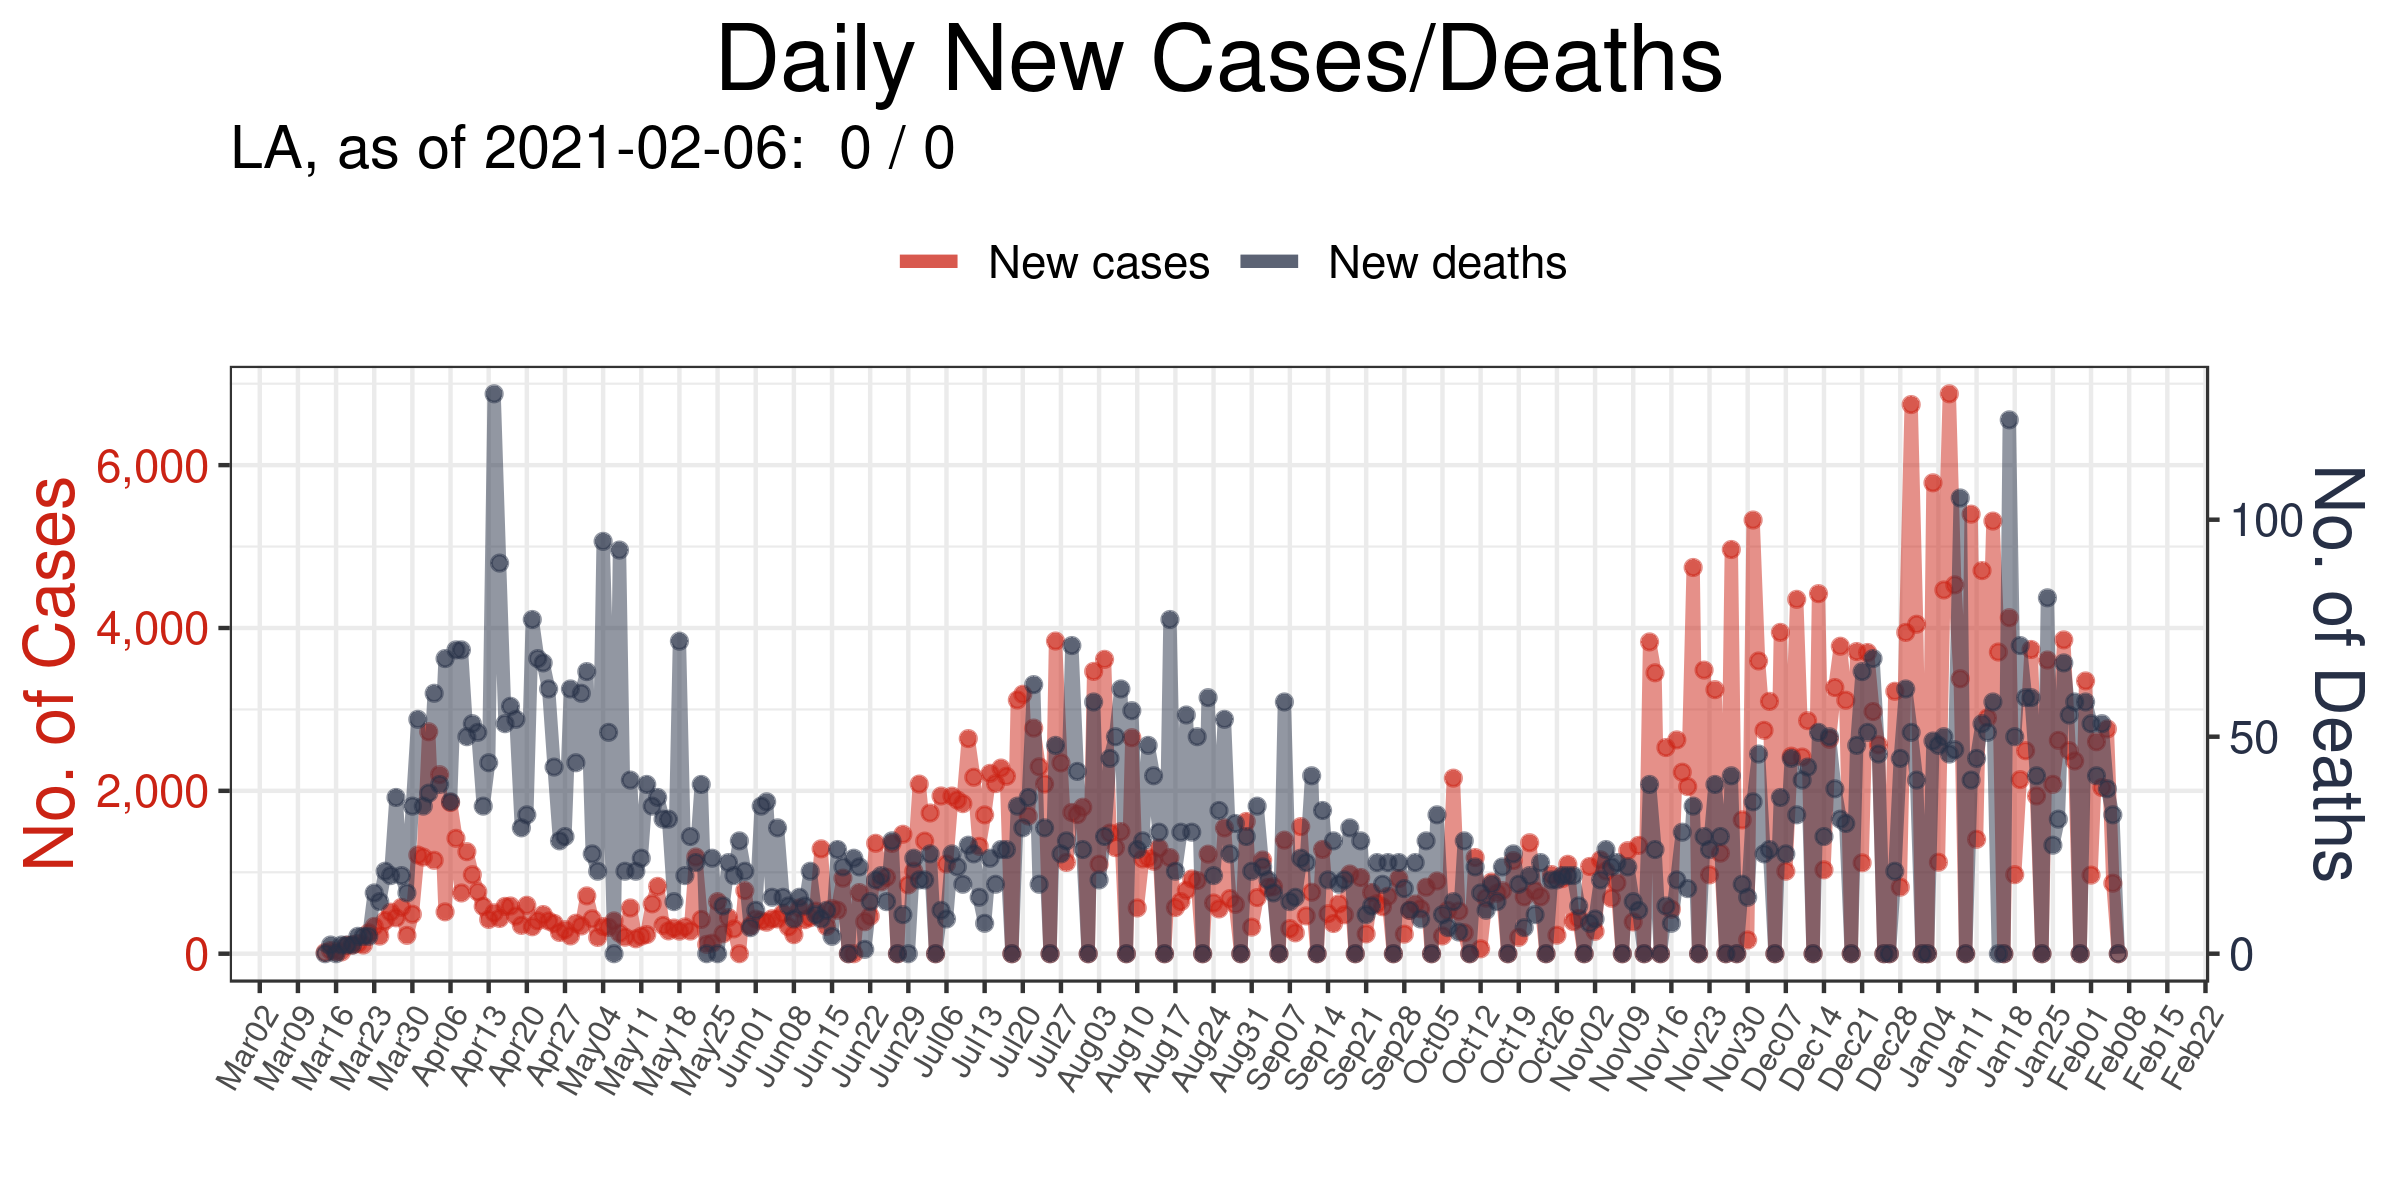 Daily New Cases/Deaths
LA, as of 2021-02-06:  0 / 0
New cases
New deaths
No. of Cases
6,000
4,000
2,000
0
100
50
0
No. of Deaths
Mar02
Mar09
Mar16
Mar23
Mar30
Apr06
Apr13
Apr20
Apr27
May04
May11
May18
May25
Jun01
Jun08
Jun15
Jun22
Jun29
Jul06
Jul13
Jul20
Jul27
Aug03
Aug10
Aug17
Aug24
Aug31
Sep07
Sep14
Sep21
Sep28
Oct05
Oct12
Oct19
Oct26
Nov02
Nov09
Nov16
Nov23
Nov30
Dec07
Dec14
Dec21
Dec28
Jan04
Jan11
Jan18
Jan25
Feb01
Feb08
Feb15
Feb22